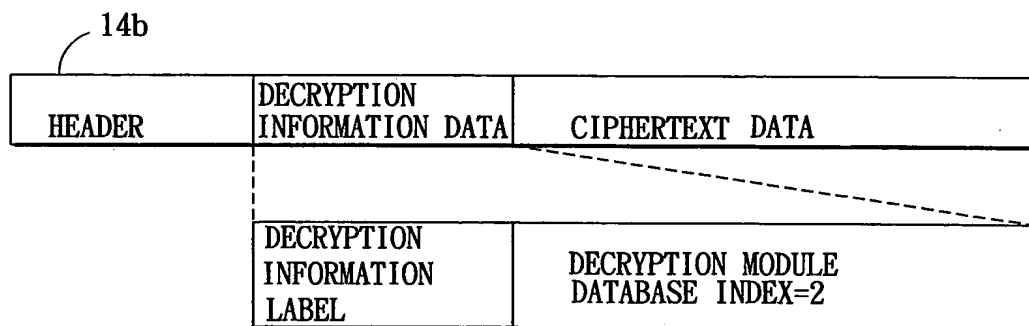 14b
HEADER
DECRYPTION
INFORMATION DATA
CIPHERTEXT DATA
DECRYPTION
INFORMATION
LABEL
DECRYPTION MODULE
DATABASE INDEX=2